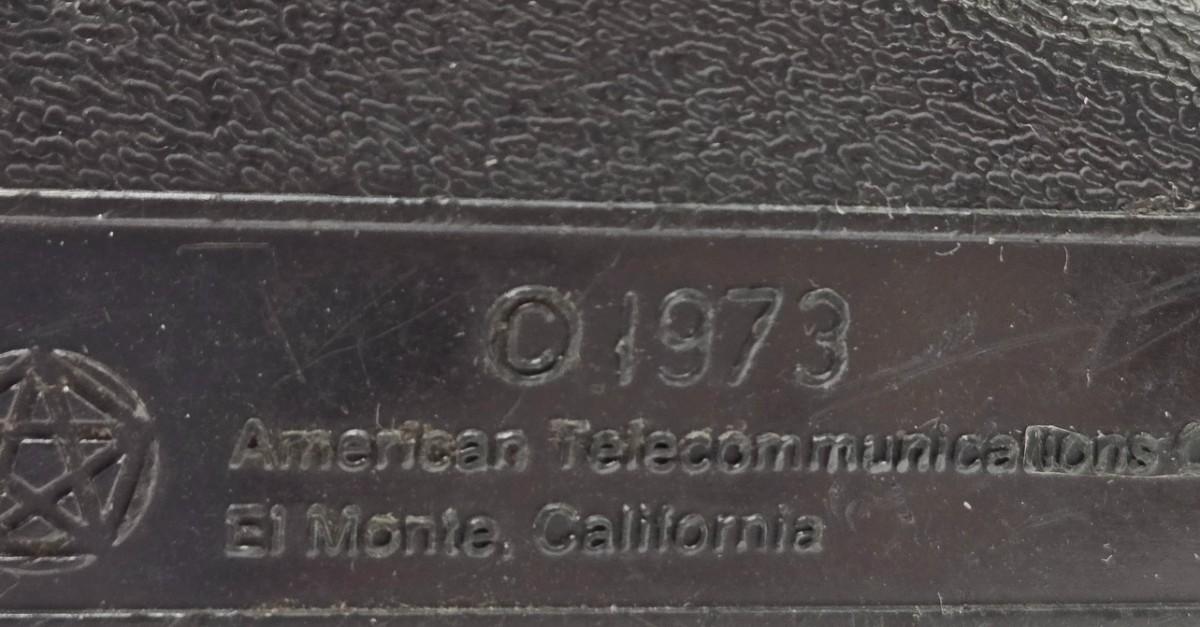 © 1973
American Telecommunications
El Monte, California